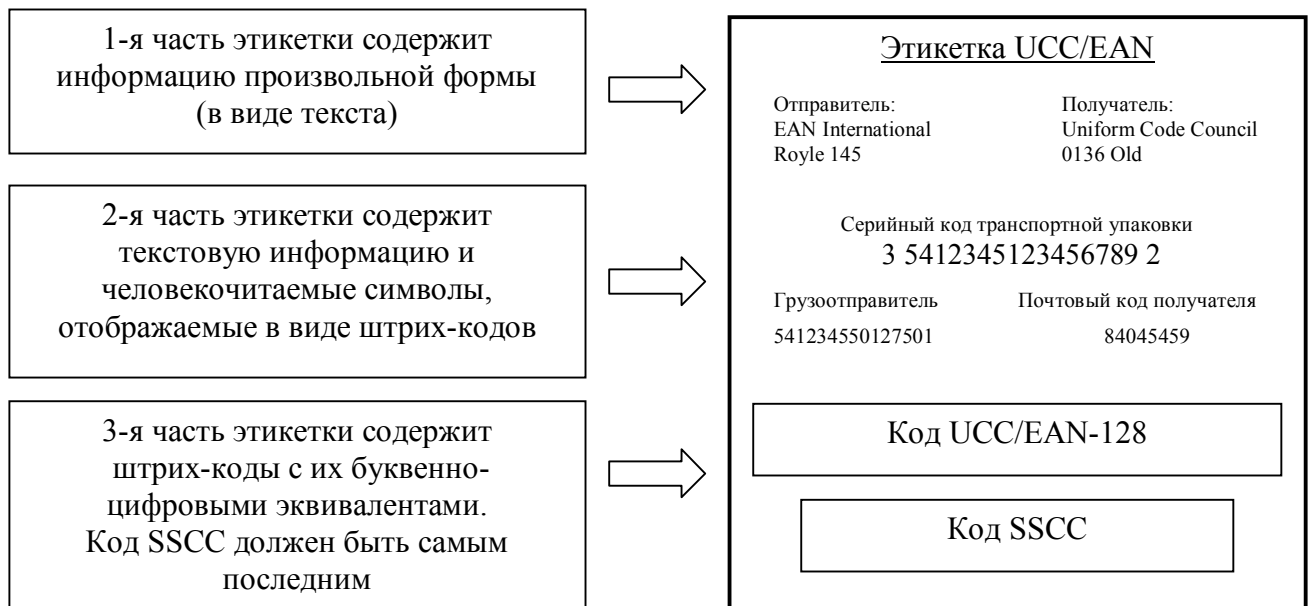 1-я часть этикетки содержит
информацию произвольной формы
(в виде текста)
2-я часть этикетки содержит
текстовую информацию и
человекочитаемые символы,
отображаемые в виде штрих-кодов
3-я часть этикетки содержит
штрих-коды с их буквенно-
цифровыми эквивалентами.
Код SSCC должен быть самым
последним
Этикетка UCC/EAN
Отправитель:
EAN International
Royle 145
Получатель:
Uniform Code Council
0136 Old
Серийный код транспортной упаковки
3 5412345123456789 2
Грузоотправитель
541234550127501
Почтовый код получателя
84045459
Код UCC/EAN-128
Код SSCC